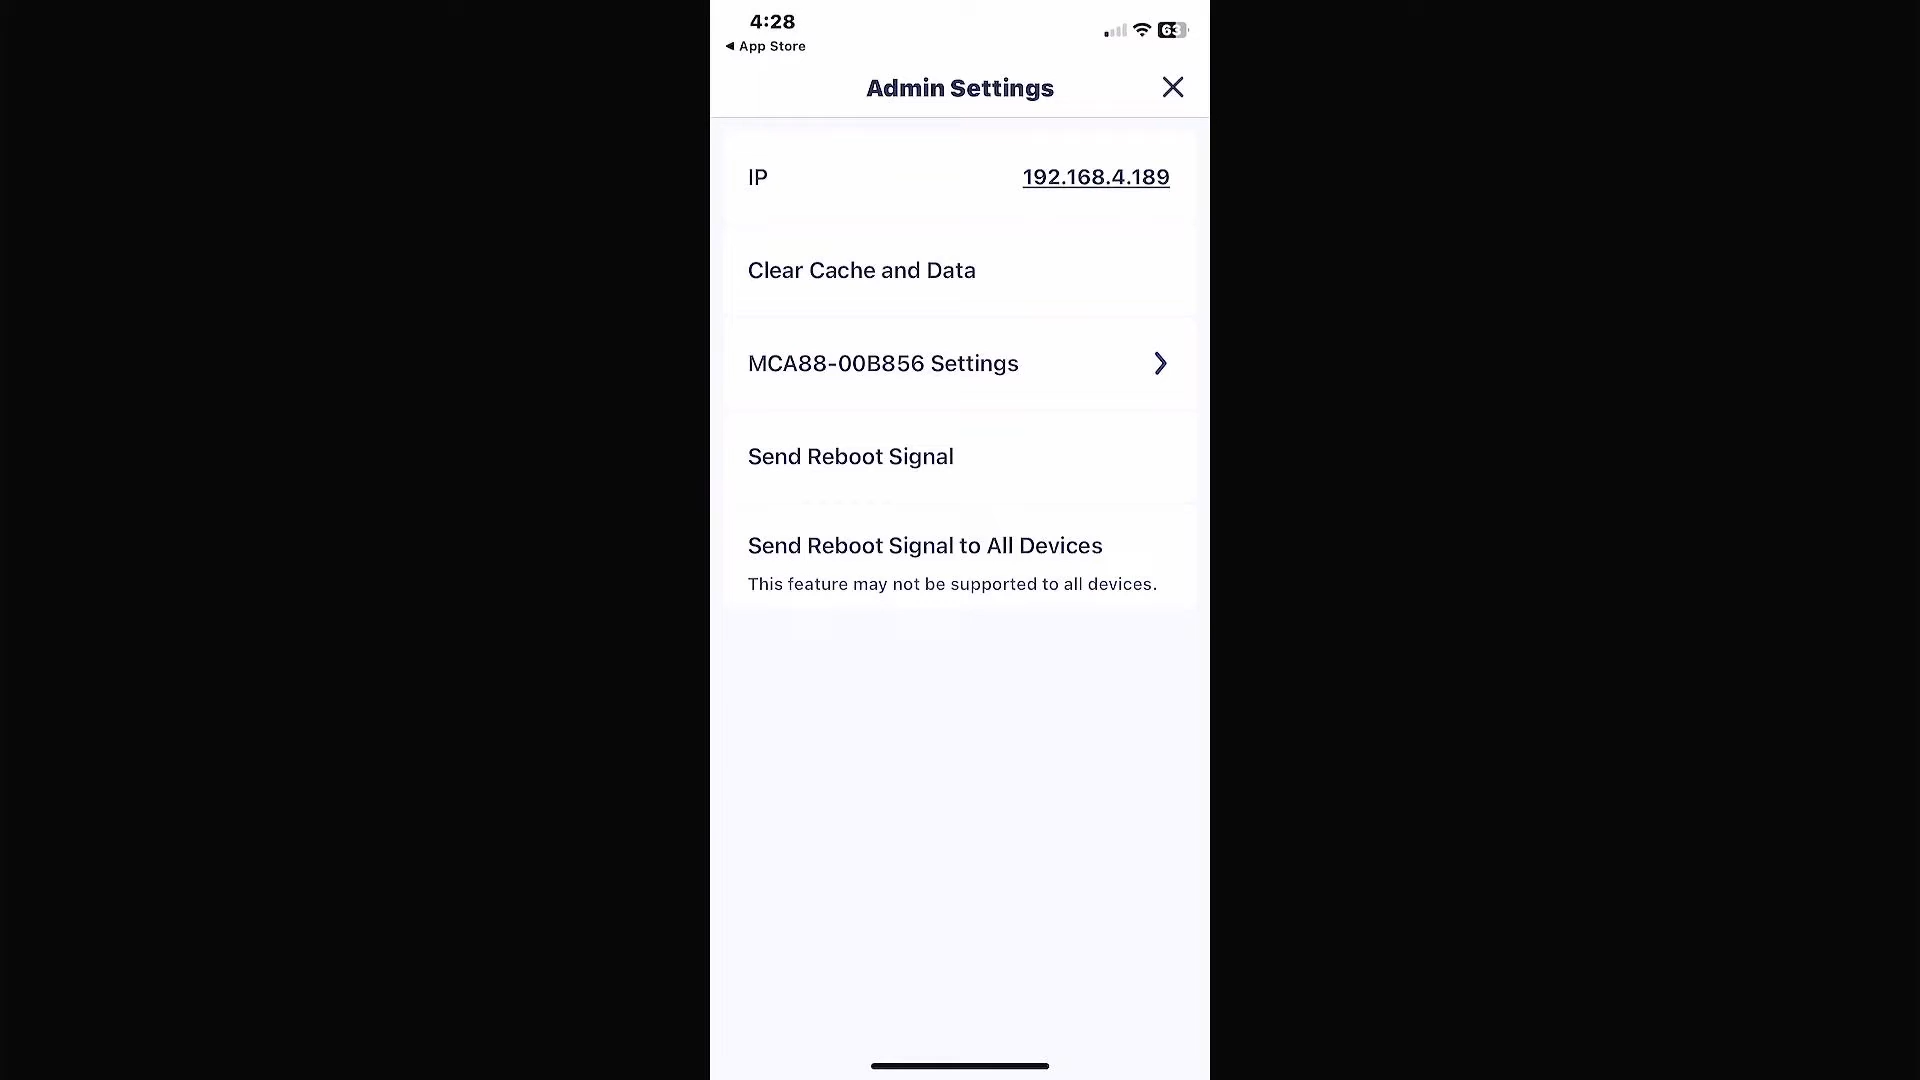 4:28
63
◀ App Store
Admin Settings
IP
192.168.4.189
Clear Cache and Data
MCA88-00B856 Settings
Send Reboot Signal
Send Reboot Signal to All Devices
This feature may not be supported to all devices.